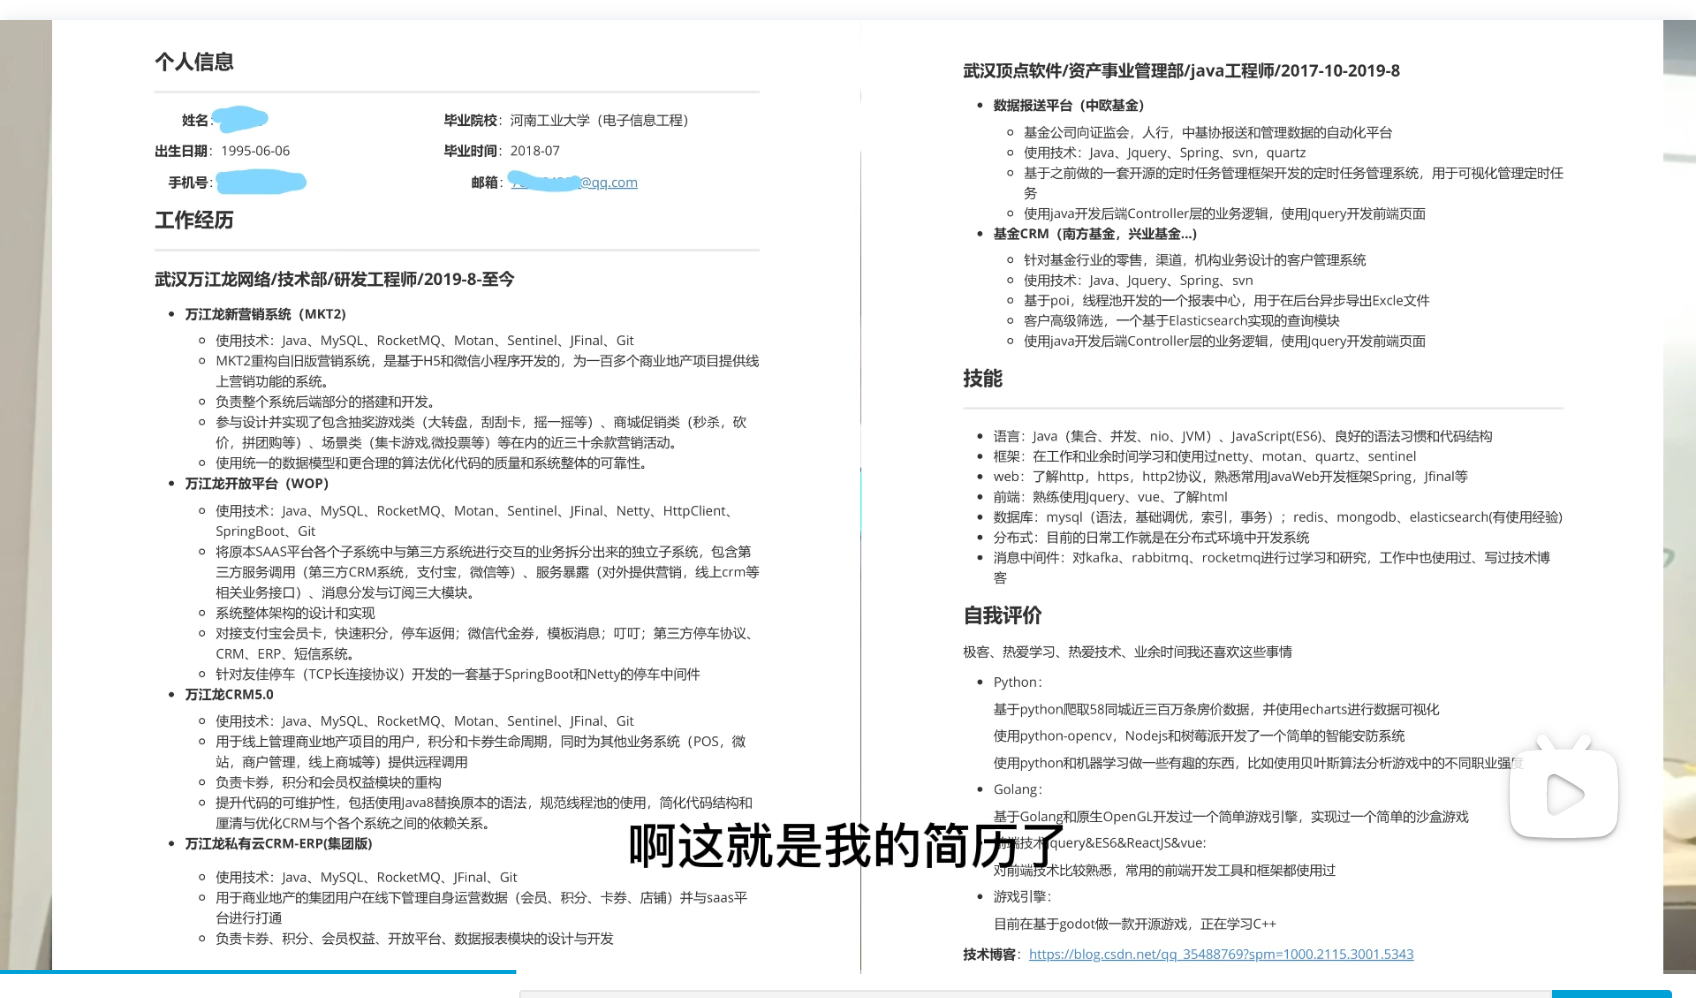 个人信息
姓名:
毕业院校：河南工业大学（电子信息工程）
出生日期：1995-06-06
毕业时间：2018-07
手机号:
邮箱：@qq.com
工作经历
武汉万江龙网络/技术部/研发工程师/2019-8-至今
万江龙新营销系统（MKT2）
使用技术：Java、MySQL、RocketMQ、Motan、Sentinel、JFinal、Git
MKT2重构自旧版营销系统，是基于H5和微信小程序开发的，为一百多个商业地产项目提供线
上营销功能的系统。
负责整个系统后端部分的搭建和开发。
参与设计并实现了包含抽奖游戏类（大转盘，刮刮卡，摇一摇等）、商城促销类（秒杀，砍
价，拼团购等）、场景类（集卡游戏,微投票等）等在内的近三十余款营销活动。
使用统一的数据模型和更合理的算法优化代码的质量和系统整体的可靠性。
万江龙开放平台（WOP）
使用技术：Java、MySQL、RocketMQ、Motan、Sentinel、JFinal、Netty、HttpClient、
SpringBoot、Git
将原本SAAS平台各个子系统中与第三方系统进行交互的业务拆分出来的独立子系统，包含第
三方服务调用（第三方CRM系统，支付宝，微信等）、服务暴露（对外提供营销，线上crm等
相关业务接口）、消息分发与订阅三大模块。
系统整体架构的设计和实现
对接支付宝会员卡，快速积分，停车返佣；微信代金券，模板消息；叮叮；第三方停车协议、
CRM、ERP、短信系统。
针对友佳停车（TCP长连接协议）开发的一套基于SpringBoot和Netty的停车中间件
万江龙CRM5.0
使用技术：Java、MySQL、RocketMQ、Motan、Sentinel、JFinal、Git
用于线上管理商业地产项目的用户，积分和卡券生命周期，同时为其他业务系统（POS，微
站，商户管理，线上商城等）提供远程调用
负责卡券，积分和会员权益模块的重构
提升代码的可维护性，包括使用Java8替换原本的语法，规范线程池的使用，简化代码结构和
厘清与优化CRM与个各个系统之间的依赖关系。
万江龙私有云CRM-ERP(集团版)
使用技术：Java、MySQL、RocketMQ、JFinal、Git
用于商业地产的集团用户在线下管理自身运营数据（会员、积分、卡券、店铺）并与saas平
台进行打通
负责卡券、积分、会员权益、开放平台、数据报表模块的设计与开发
武汉顶点软件/资产事业管理部/java工程师/2017-10-2019-8
数据报送平台（中欧基金）
基金公司向证监会，人行，中基协报送和管理数据的自动化平台
使用技术：Java、Jquery、Spring、svn，quartz
基于之前做的一套开源的定时任务管理框架开发的定时任务管理系统，用于可视化管理定时任
务
使用java开发后端Controller层的业务逻辑，使用Jquery开发前端页面
基金CRM（南方基金，兴业基金...）
针对基金行业的零售，渠道，机构业务设计的客户管理系统
使用技术：Java、Jquery、Spring、svn
基于poi，线程池开发的一个报表中心，用于在后台异步导出Excle文件
客户高级筛选，一个基于Elasticsearch实现的查询模块
使用java开发后端Controller层的业务逻辑，使用Jquery开发前端页面
技能
语言：Java（集合、并发、nio、JVM）、JavaScript(ES6)、良好的语法习惯和代码结构
框架：在工作和业余时间学习和使用过netty、motan、quartz、sentinel
web：了解http，https，http2协议，熟悉常用JavaWeb开发框架Spring，Jfinal等
前端：熟练使用Jquery、vue、了解html
数据库：mysql（语法，基础调优，索引，事务）；redis、mongodb、elasticsearch(有使用经验)
分布式：目前的日常工作就是在分布式环境中开发系统
消息中间件：对kafka、rabbitmq、rocketmq进行过学习和研究，工作中也使用过、写过技术博
客
自我评价
极客、热爱学习、热爱技术、业余时间我还喜欢这些事情
Python：
基于python爬取58同城近三百万条房价数据，并使用echarts进行数据可视化
使用python-opencv，Nodejs和树莓派开发了一个简单的智能安防系统
使用python和机器学习做一些有趣的东西，比如使用贝叶斯算法分析游戏中的不同职业强度
Golang：
基于Golang和原生OpenGL开发过一个简单游戏引擎，实现过一个简单的沙盒游戏
前端技术Jquery&ES6&ReactJS&vue:
对前端技术比较熟悉，常用的前端开发工具和框架都使用过
游戏引擎：
目前在基于godot做一款开源游戏，正在学习C++
技术博客：https://blog.csdn.net/qq_35488769?spm=1000.2115.3001.5343
啊这就是我的简历了